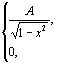 { A / √(1 − x²),
0,